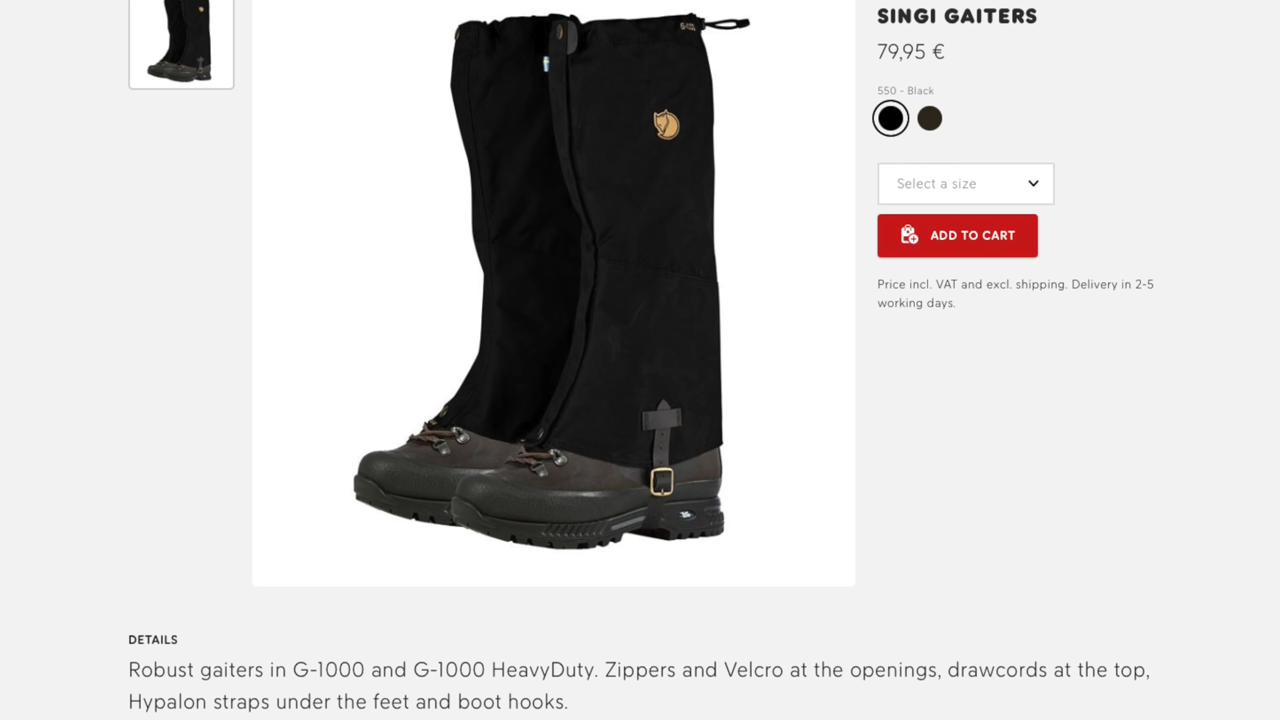 SINGI GAITERS
79,95 €
550 - Black
Select a size
ADD TO CART
Price incl. VAT and excl. shipping. Delivery in 2-5
working days.
DETAILS
Robust gaiters in G-1000 and G-1000 HeavyDuty. Zippers and Velcro at the openings, drawcords at the top,
Hypalon straps under the feet and boot hooks.